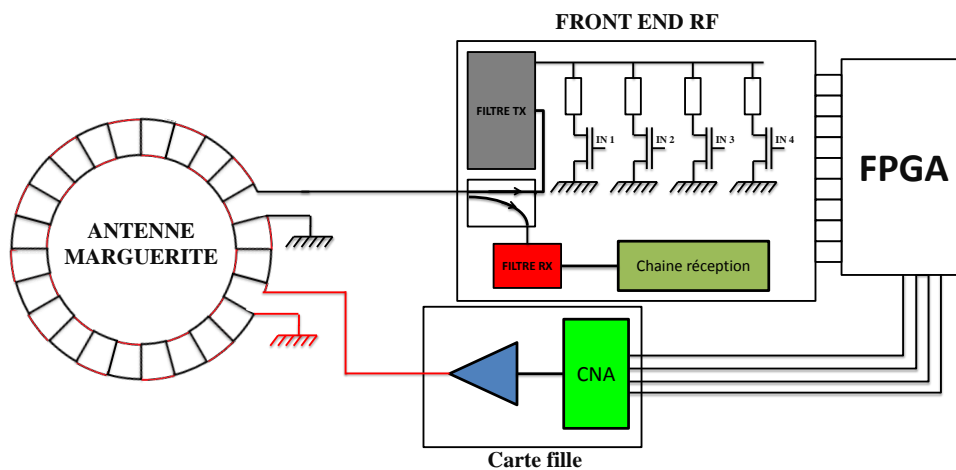 FRONT END RF
FILTRE TX
IN 1
IN 2
IN 3
IN 4
FPGA
ANTENNE
MARGUERITE
FILTRE RX
Chaine réception
CNA
Carte fille